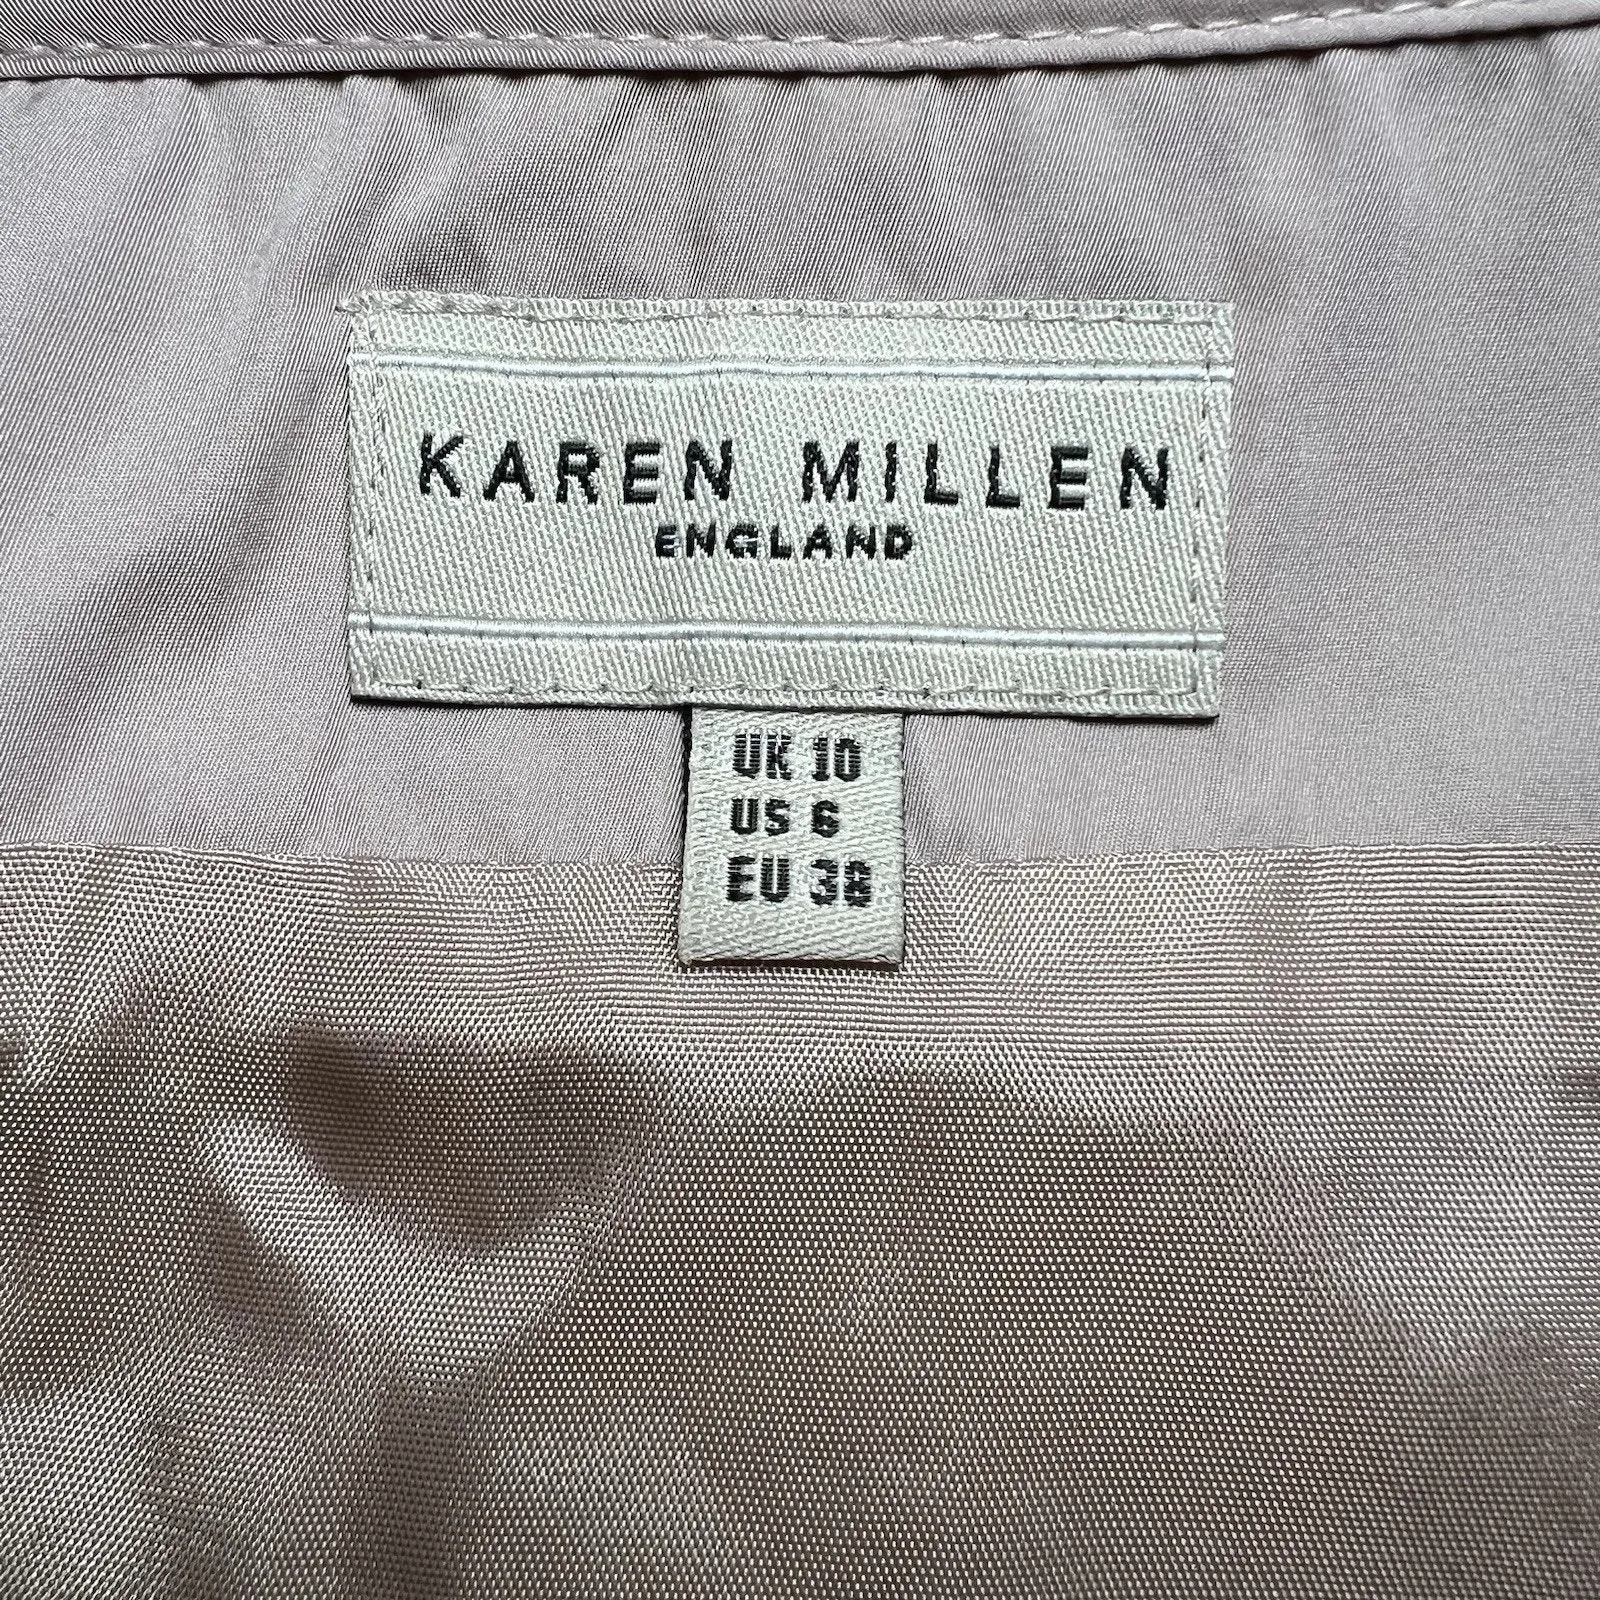 KAREN MILLEN
ENGLAND
UK 10
US 6
EU 38